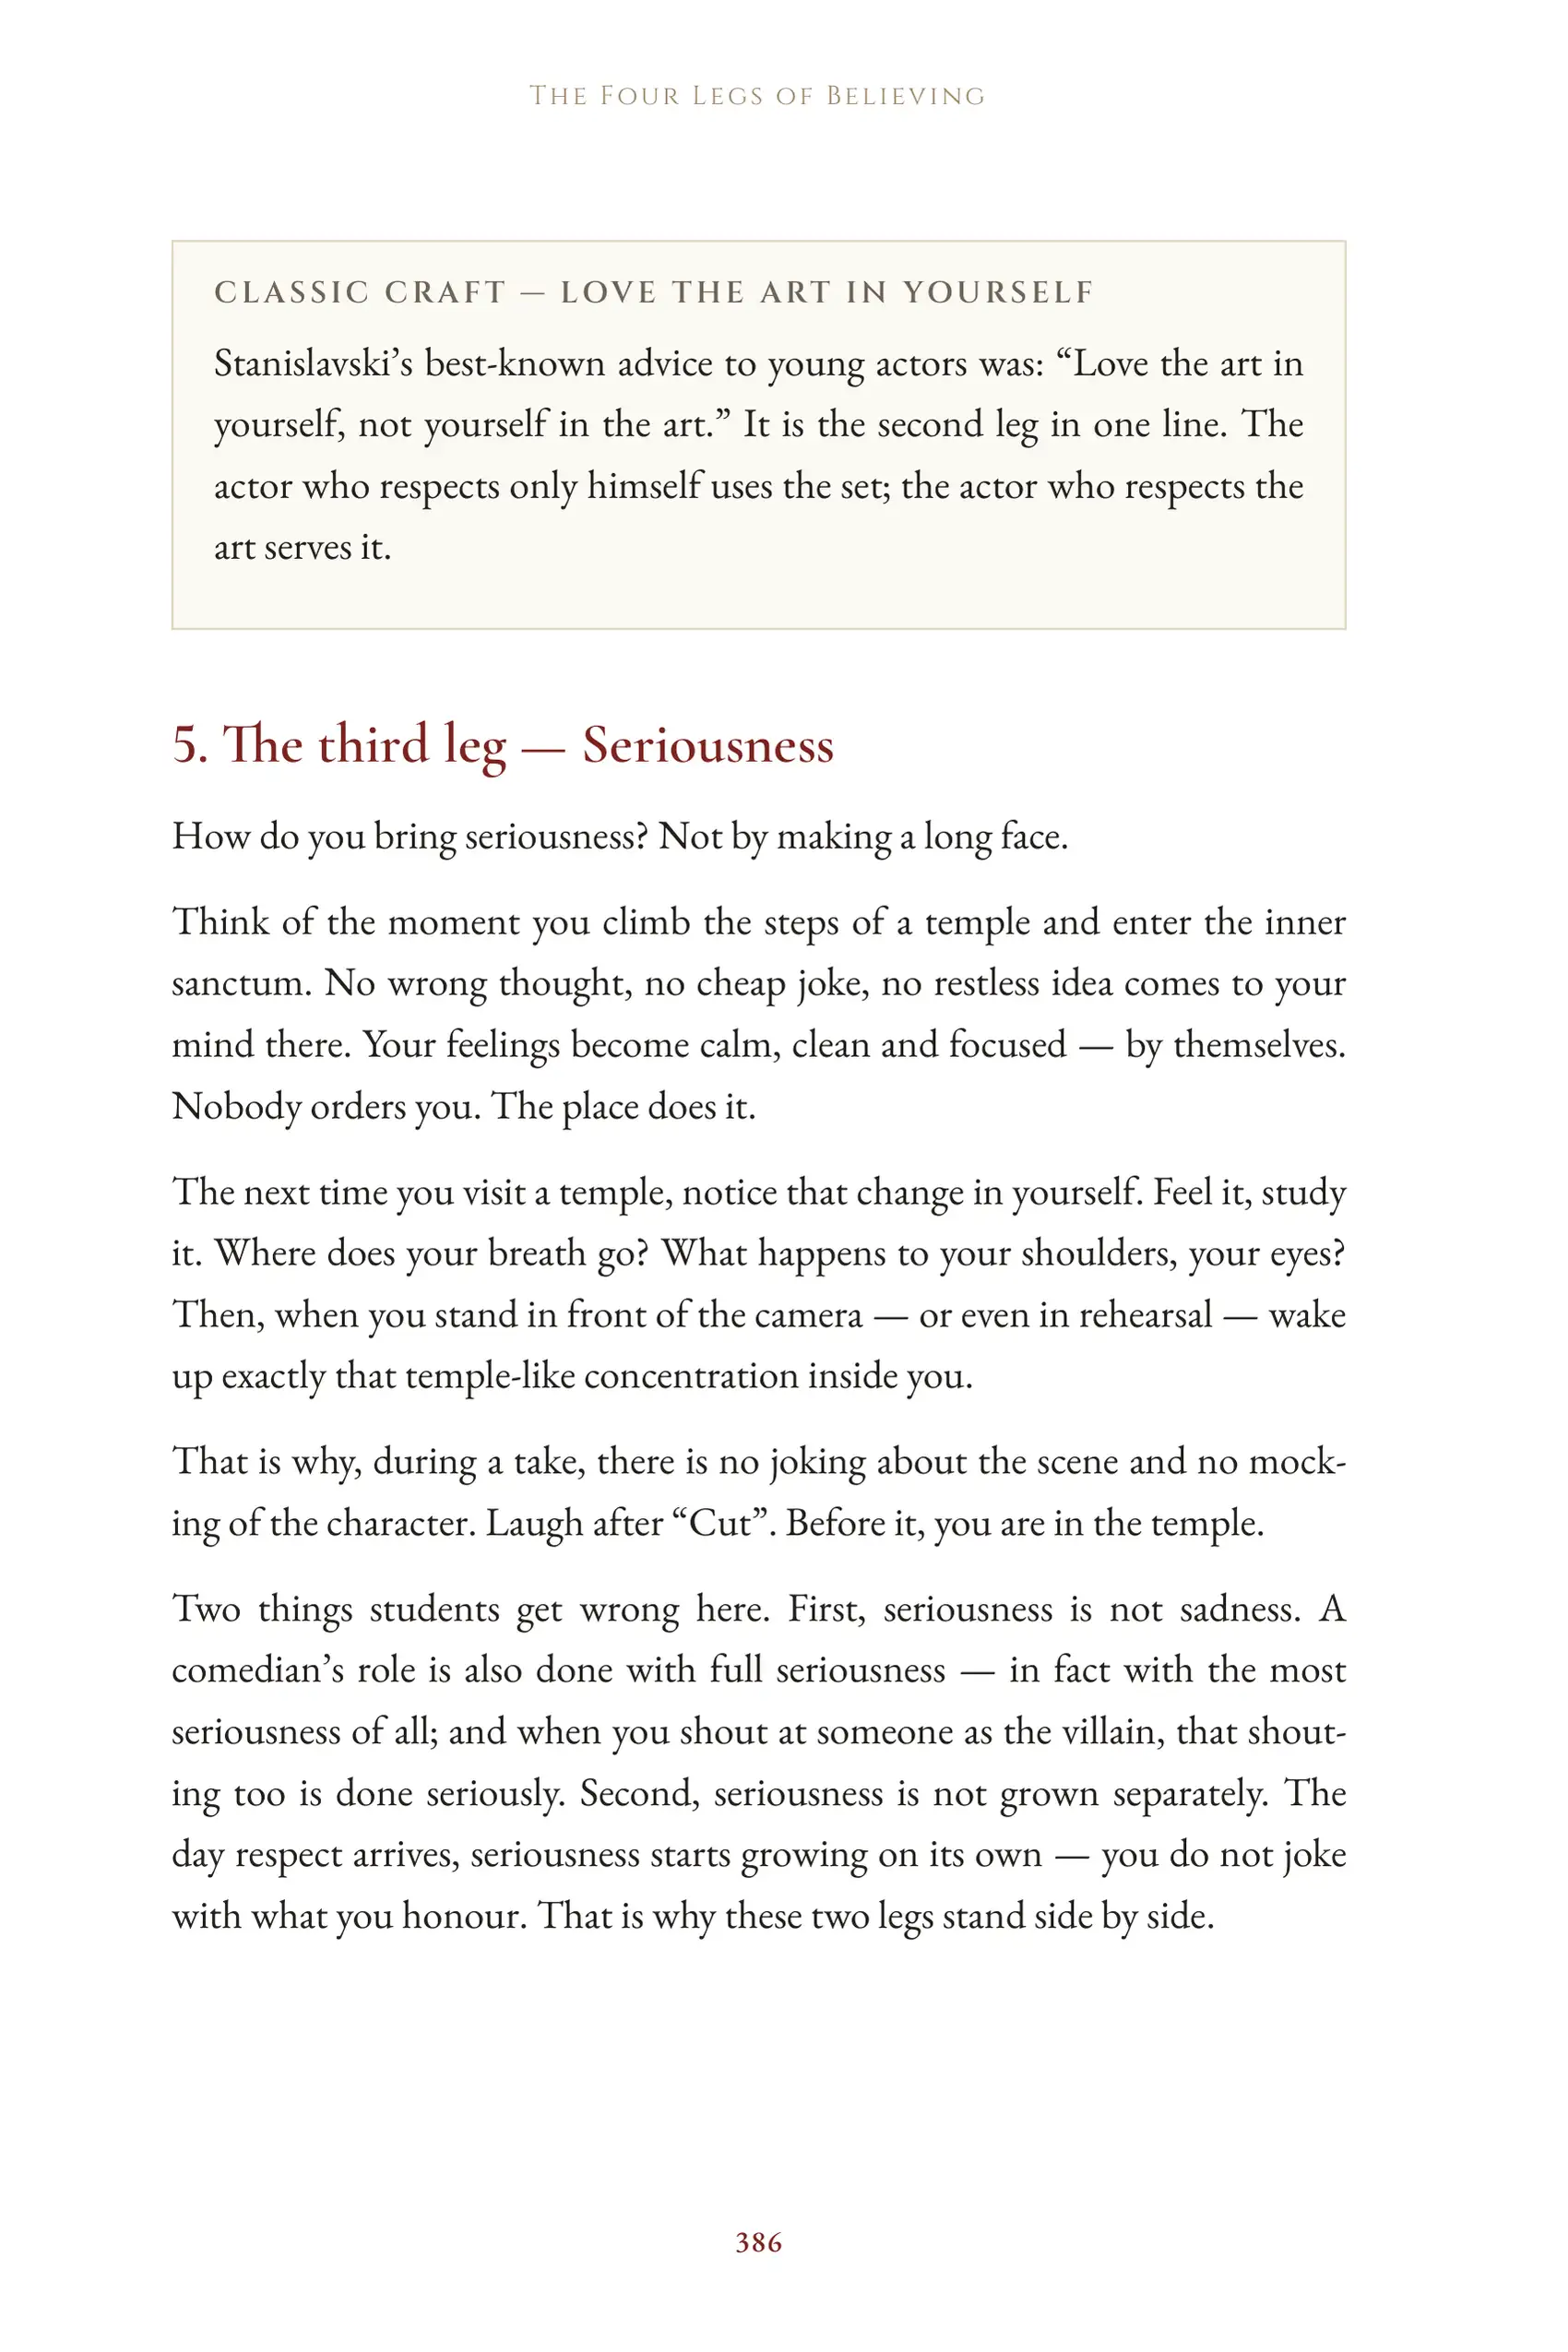 The Four Legs of Believing
CLASSIC CRAFT — LOVE THE ART IN YOURSELF
Stanislavski’s best-known advice to young actors was: “Love the art in
yourself, not yourself in the art.” It is the second leg in one line. The
actor who respects only himself uses the set; the actor who respects the
art serves it.
5. The third leg — Seriousness
How do you bring seriousness? Not by making a long face.
Think of the moment you climb the steps of a temple and enter the inner
sanctum. No wrong thought, no cheap joke, no restless idea comes to your
mind there. Your feelings become calm, clean and focused — by themselves.
Nobody orders you. The place does it.
The next time you visit a temple, notice that change in yourself. Feel it, study
it. Where does your breath go? What happens to your shoulders, your eyes?
Then, when you stand in front of the camera — or even in rehearsal — wake
up exactly that temple-like concentration inside you.
That is why, during a take, there is no joking about the scene and no mock-
ing of the character. Laugh after “Cut”. Before it, you are in the temple.
Two things students get wrong here. First, seriousness is not sadness. A
comedian’s role is also done with full seriousness — in fact with the most
seriousness of all; and when you shout at someone as the villain, that shout-
ing too is done seriously. Second, seriousness is not grown separately. The
day respect arrives, seriousness starts growing on its own — you do not joke
with what you honour. That is why these two legs stand side by side.
386